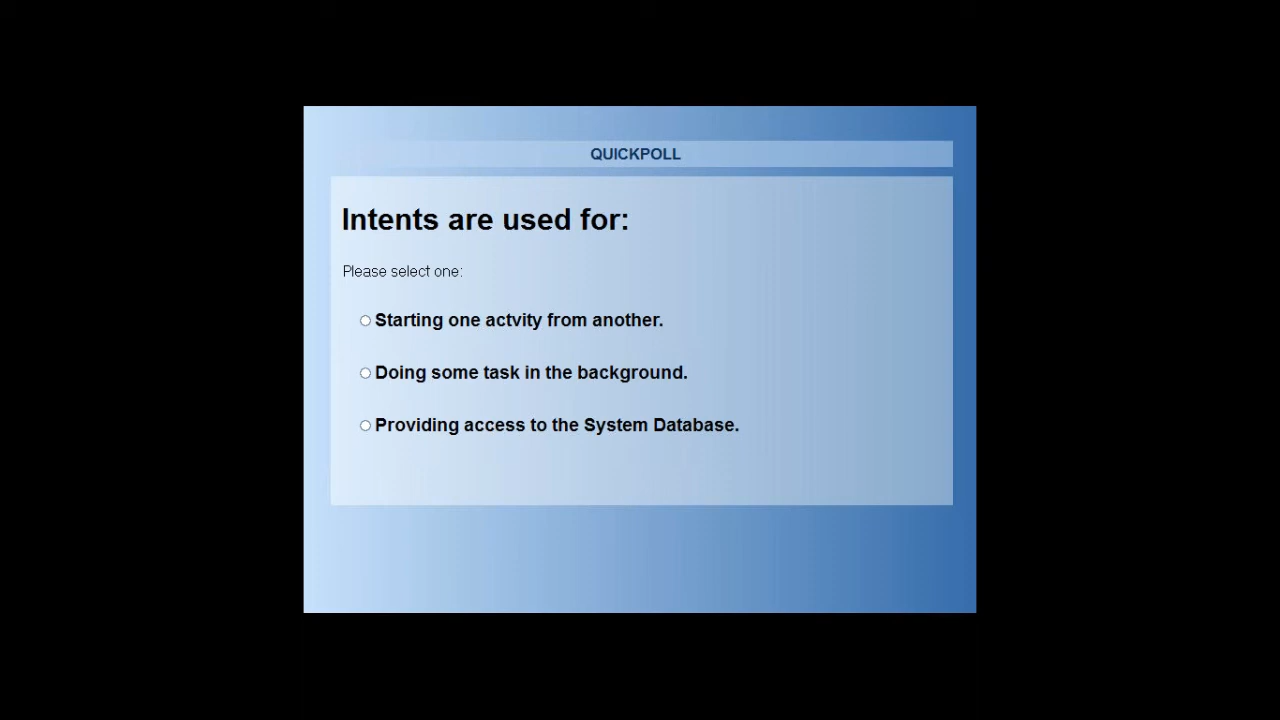 QUICKPOLL
Intents are used for:
Please select one:
Starting one actvity from another.
Doing some task in the background.
Providing access to the System Database.